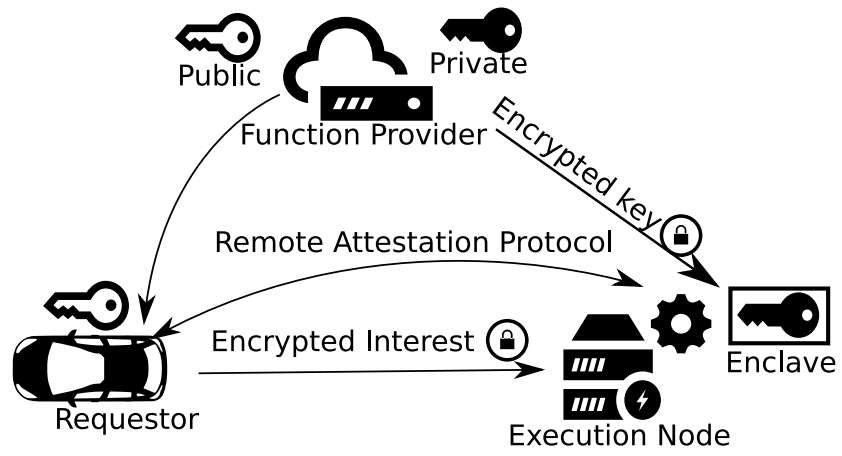 Public
Private
Function Provider
Encrypted key
Remote Attestation Protocol
Encrypted Interest
Enclave
Requestor
Execution Node